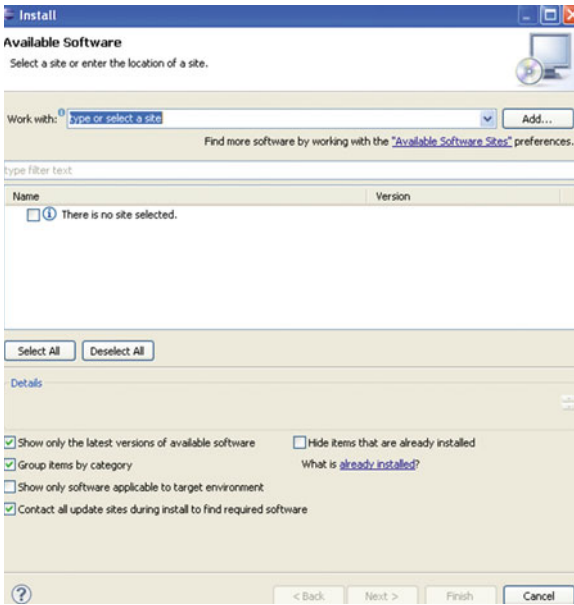 Install
Available Software
Select a site or enter the location of a site.
Work with: type or select a site Add...
Find more software by working with the "Available Software Sites" preferences.
type filter text
Name Version
There is no site selected.
Select All Deselect All
Details
Show only the latest versions of available software Hide items that are already installed
Group items by category What is already installed?
Show only software applicable to target environment
Contact all update sites during install to find required software
? < Back Next > Finish Cancel